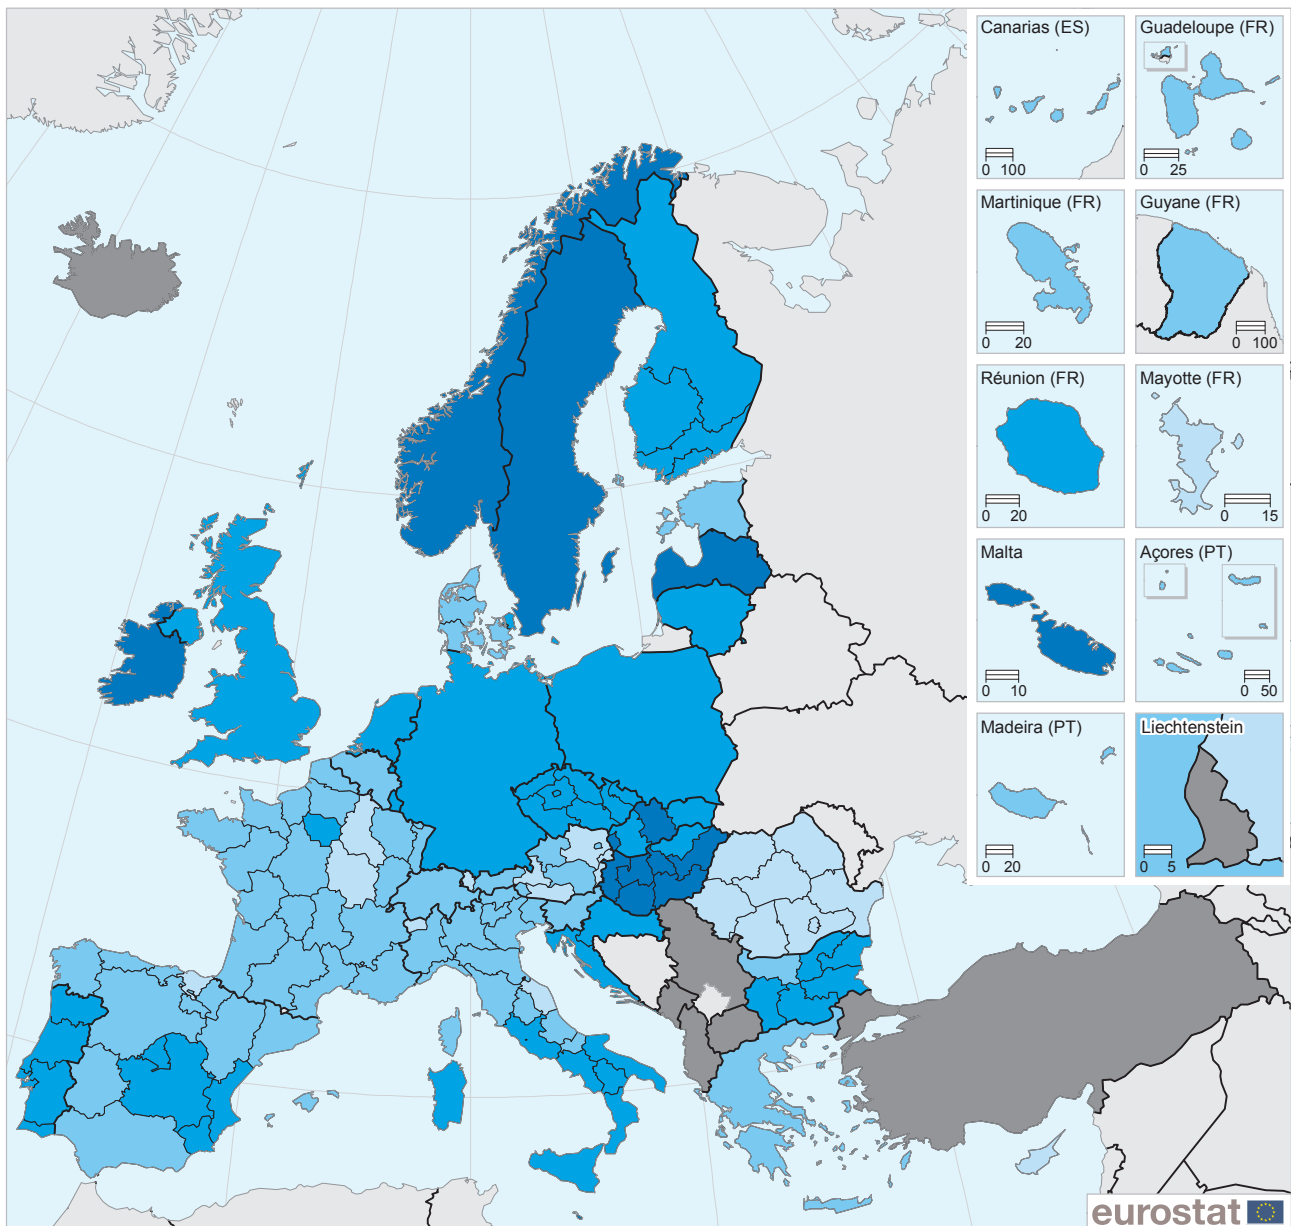 Canarias (ES)
0 100
Guadeloupe (FR)
0 25
Martinique (FR)
0 20
Guyane (FR)
0 100
Réunion (FR)
0 20
Mayotte (FR)
0 15
Malta
0 10
Açores (PT)
0 50
Madeira (PT)
0 20
Liechtenstein
0 5
eurostat